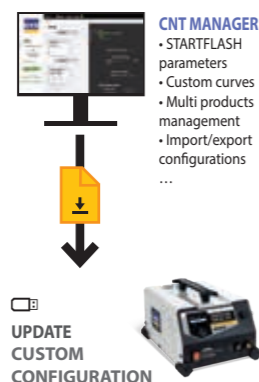 CNT MANAGER
• STARTFLASH
parameters
• Custom curves
• Multi products
management
• Import/export
configurations
…
UPDATE
CUSTOM
CONFIGURATION